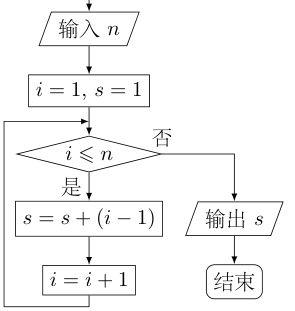 输入 n
i = 1, s = 1
i ⩽ n
否
是
s = s + (i − 1)
输出 s
i = i + 1
结束